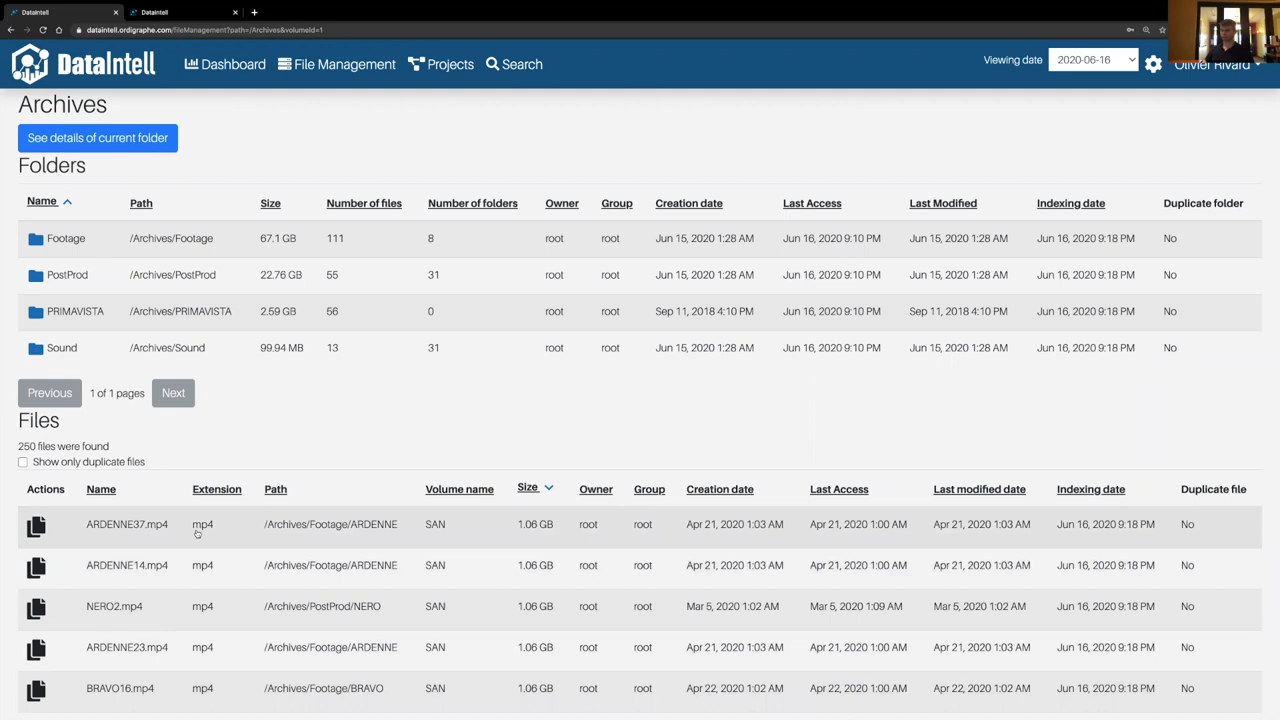 DataIntell
DataIntell
dataintell.ordigraphe.com/fileManagement?path=/Archives&volumeId=1
DataIntell Dashboard File Management Projects Search Viewing date 2020-06-16 Olivier Rivard
Archives
See details of current folder
Folders
Name Path Size Number of files Number of folders Owner Group Creation date Last Access Last Modified Indexing date Duplicate folder
Footage /Archives/Footage 67.1 GB 111 8 root root Jun 15, 2020 1:28 AM Jun 16, 2020 9:10 PM Jun 15, 2020 1:28 AM Jun 16, 2020 9:18 PM No
PostProd /Archives/PostProd 22.76 GB 55 31 root root Jun 15, 2020 1:28 AM Jun 16, 2020 9:10 PM Jun 15, 2020 1:28 AM Jun 16, 2020 9:18 PM No
PRIMAVISTA /Archives/PRIMAVISTA 2.59 GB 56 0 root root Sep 11, 2018 4:10 PM Jun 16, 2020 9:10 PM Sep 11, 2018 4:10 PM Jun 16, 2020 9:18 PM No
Sound /Archives/Sound 99.94 MB 13 31 root root Jun 15, 2020 1:28 AM Jun 16, 2020 9:10 PM Jun 15, 2020 1:28 AM Jun 16, 2020 9:18 PM No
Previous 1 of 1 pages Next
Files
250 files were found
Show only duplicate files
Actions Name Extension Path Volume name Size Owner Group Creation date Last Access Last modified date Indexing date Duplicate file
ARDENNE37.mp4 mp4 /Archives/Footage/ARDENNE SAN 1.06 GB root root Apr 21, 2020 1:03 AM Apr 21, 2020 1:00 AM Apr 21, 2020 1:03 AM Jun 16, 2020 9:18 PM No
ARDENNE14.mp4 mp4 /Archives/Footage/ARDENNE SAN 1.06 GB root root Apr 21, 2020 1:03 AM Apr 21, 2020 1:00 AM Apr 21, 2020 1:03 AM Jun 16, 2020 9:18 PM No
NERO2.mp4 mp4 /Archives/PostProd/NERO SAN 1.06 GB root root Mar 5, 2020 1:02 AM Mar 5, 2020 1:09 AM Mar 5, 2020 1:02 AM Jun 16, 2020 9:18 PM No
ARDENNE23.mp4 mp4 /Archives/Footage/ARDENNE SAN 1.06 GB root root Apr 21, 2020 1:03 AM Apr 21, 2020 1:00 AM Apr 21, 2020 1:03 AM Jun 16, 2020 9:18 PM No
BRAVO16.mp4 mp4 /Archives/Footage/BRAVO SAN 1.06 GB root root Apr 22, 2020 1:02 AM Apr 22, 2020 1:00 AM Apr 22, 2020 1:02 AM Jun 16, 2020 9:18 PM No